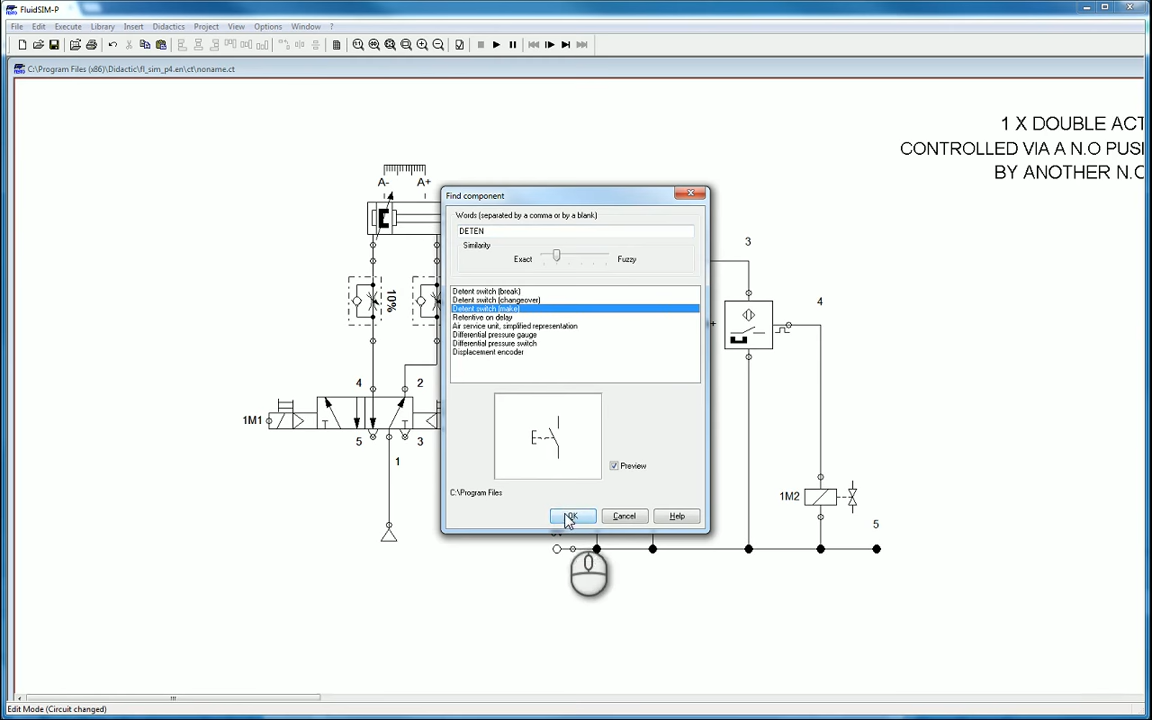 FluidSIM-P
File Edit Execute Library Insert Didactics Project View Options Window ?
C:\Program Files (x86)\Didactic\fl_sim_p4.en\ct\noname.ct
1 X DOUBLE ACT
CONTROLLED VIA A N.O PUS
BY ANOTHER N.O
A- A+
10%
4 2
1M1
5 3
1
Find component
Words (separated by a comma or by a blank)
DETEN
Similarity
Exact Fuzzy
Detent switch (break)
Detent switch (changeover)
Detent switch (make)
Retentive on delay
Air service unit, simplified representation
Differential pressure gauge
Differential pressure switch
Displacement encoder
Preview
C:\Program Files
OK Cancel Help
3
4
1M2
5
Edit Mode (Circuit changed)